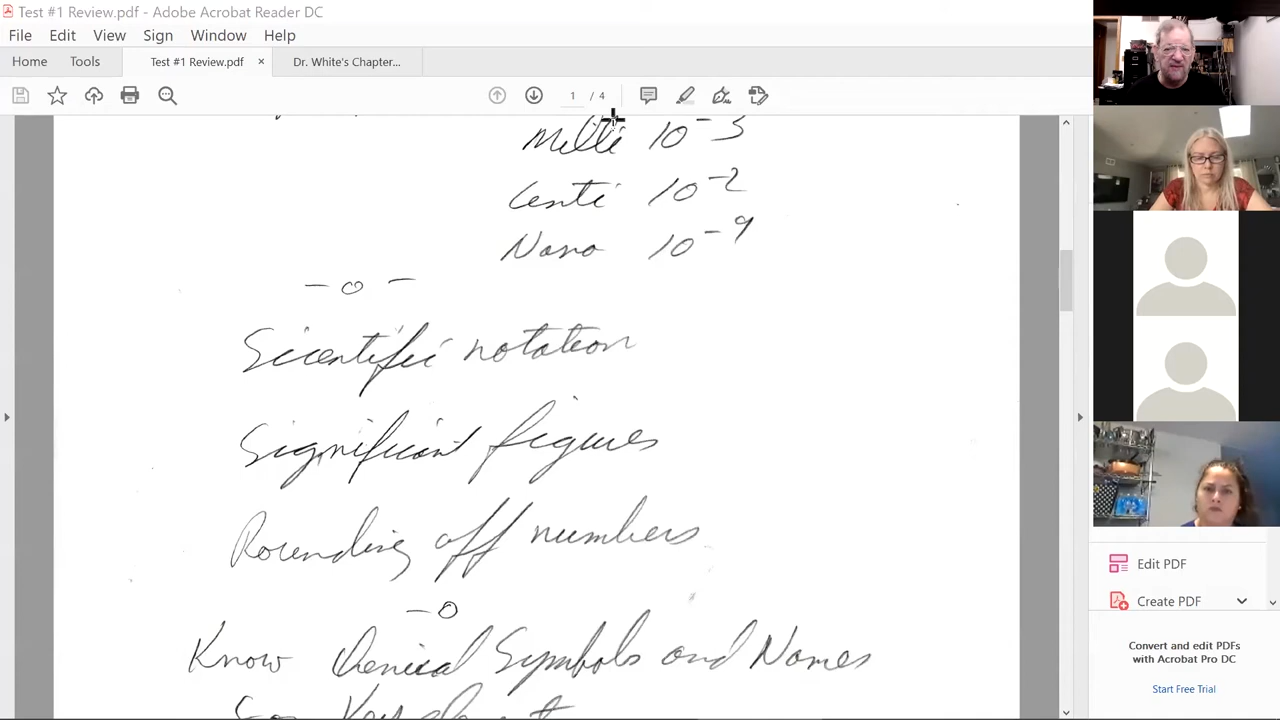 Test #1 Review.pdf - Adobe Acrobat Reader DC
File Edit View Sign Window Help
Home Tools Test #1 Review.pdf × Dr. White's Chapter...
1 / 4
Milli 10 -3
Centi 10 -2
Nano 10 -9
- 0 -
Scientific notation
Significant figures
Rounding off numbers
- 0
Know Chemical Symbols and Names
Edit PDF
Create PDF
Convert and edit PDFs
with Acrobat Pro DC
Start Free Trial